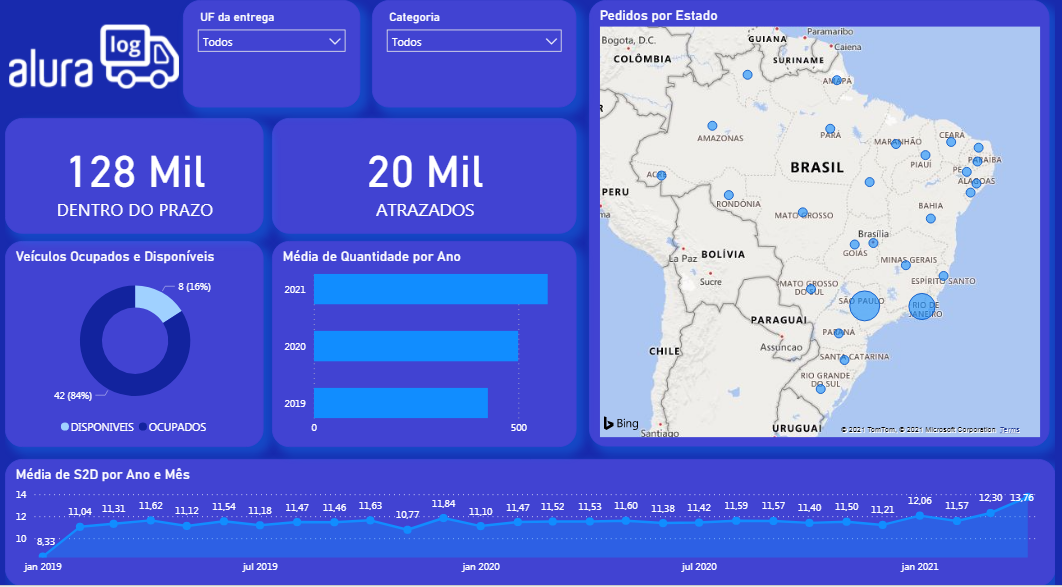 alura log
UF da entrega
Todos
Categoria
Todos
Pedidos por Estado
128 Mil
DENTRO DO PRAZO
20 Mil
ATRAZADOS
Veículos Ocupados e Disponíveis
8 (16%)
42 (84%)
DISPONIVEIS
OCUPADOS
Média de Quantidade por Ano
2021
2020
2019
0
500
Bogota, D.C.
COLÔMBIA
GUIANA
Paramaribo
Caiena
SURINAME
AMAPÁ
AMAZONAS
PARÁ
MARANHÃO
CEARÁ
PIAUÍ
PARAÍBA
PE
ALAGOAS
ACRE
BRASIL
PERU
RONDÔNIA
MATO GROSSO
BAHIA
Brasília
GOIÁS
MINAS GERAIS
La Paz
BOLÍVIA
Sucre
MATO GROSSO
DO SUL
ESPÍRITO SANTO
SÃO PAULO
RIO DE
JANEIRO
PARAGUAI
PARANÁ
Assuncao
CHILE
SANTA CATARINA
RIO GRANDE
DO SUL
URUGUAI
Santiago
Bing
© 2021 TomTom, © 2021 Microsoft Corporation Terms
Média de S2D por Ano e Mês
14
12
10
8,33
11,04
11,31
11,62
11,12
11,54
11,18
11,47
11,46
11,63
10,77
11,84
11,10
11,47
11,52
11,53
11,60
11,38
11,42
11,59
11,57
11,40
11,50
11,21
12,06
11,57
12,30
13,76
jan 2019
jul 2019
jan 2020
jul 2020
jan 2021